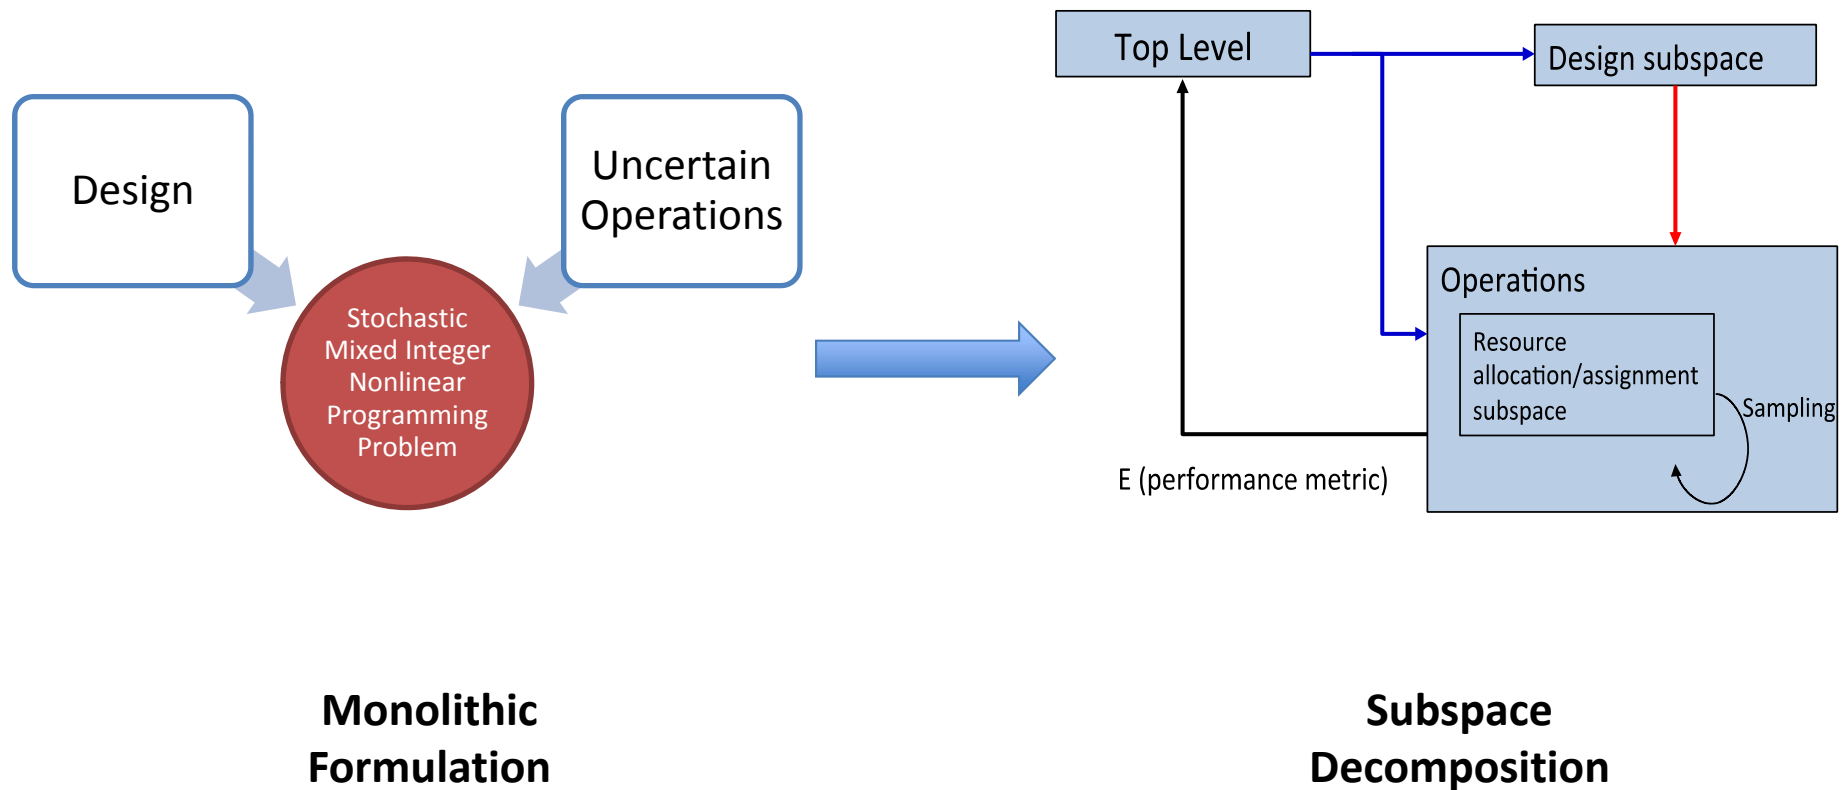 Design
Uncertain
Operations
Stochastic
Mixed Integer
Nonlinear
Programming
Problem
Monolithic
Formulation
Top Level
Design subspace
Operations
Resource
allocation/assignment
subspace
Sampling
E (performance metric)
Subspace
Decomposition